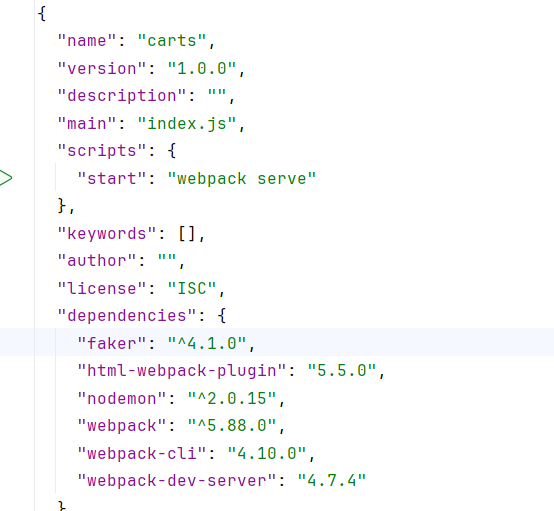 {
"name": "carts",
"version": "1.0.0",
"description": "",
"main": "index.js",
"scripts": {
"start": "webpack serve"
},
"keywords": [],
"author": "",
"license": "ISC",
"dependencies": {
"faker": "^4.1.0",
"html-webpack-plugin": "5.5.0",
"nodemon": "^2.0.15",
"webpack": "^5.88.0",
"webpack-cli": "4.10.0",
"webpack-dev-server": "4.7.4"
}